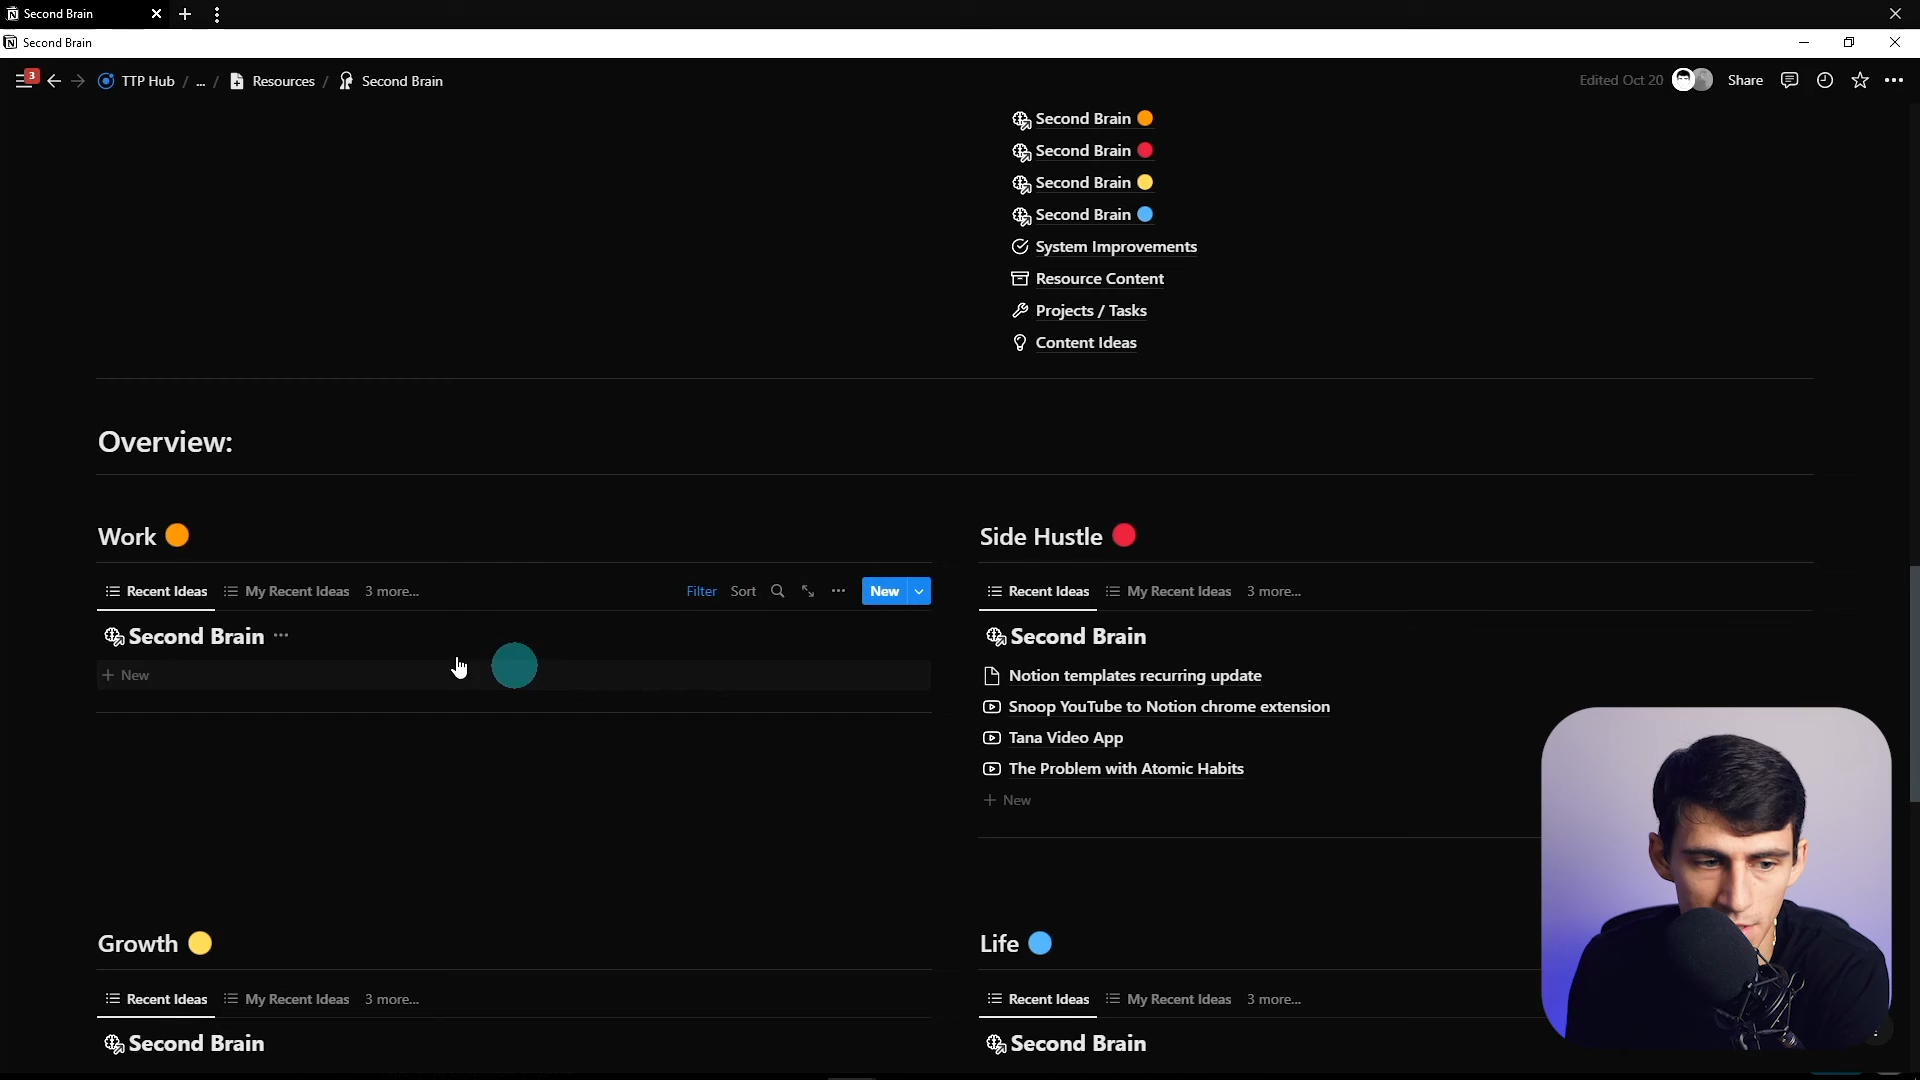 Second Brain
Second Brain
3
TTP Hub / ... / Resources / Second Brain
Edited Oct 20
Share
Second Brain
Second Brain
Second Brain
Second Brain
System Improvements
Resource Content
Projects / Tasks
Content Ideas
Overview:
Work
Recent Ideas My Recent Ideas 3 more...
Filter Sort New
Second Brain
+ New
Side Hustle
Recent Ideas My Recent Ideas 3 more...
Second Brain
Notion templates recurring update
Snoop YouTube to Notion chrome extension
Tana Video App
The Problem with Atomic Habits
+ New
Growth
Recent Ideas My Recent Ideas 3 more...
Second Brain
Life
Recent Ideas My Recent Ideas 3 more...
Second Brain